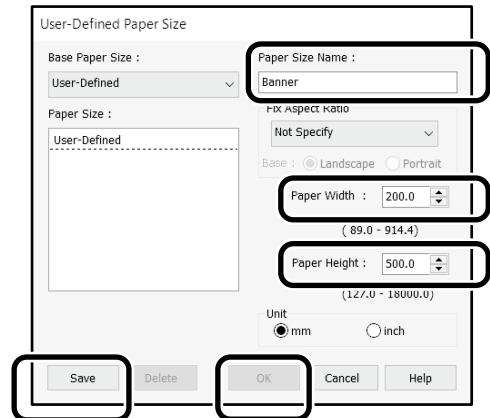 User-Defined Paper Size
Base Paper Size :
User-Defined
Paper Size :
User-Defined
Paper Size Name :
Banner
Fix Aspect Ratio
Not Specify
Base : Landscape Portrait
Paper Width : 200.0
( 89.0 - 914.4)
Paper Height : 500.0
(127.0 - 18000.0)
Unit
mm inch
Save Delete OK Cancel Help